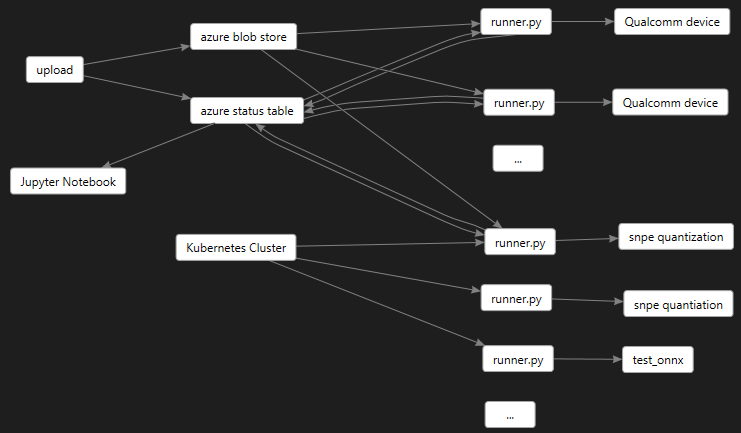 runner.py
Qualcomm device
azure blob store
upload
azure status table
runner.py
Qualcomm device
...
Jupyter Notebook
Kubernetes Cluster
runner.py
snpe quantization
runner.py
snpe quantiation
runner.py
test_onnx
...